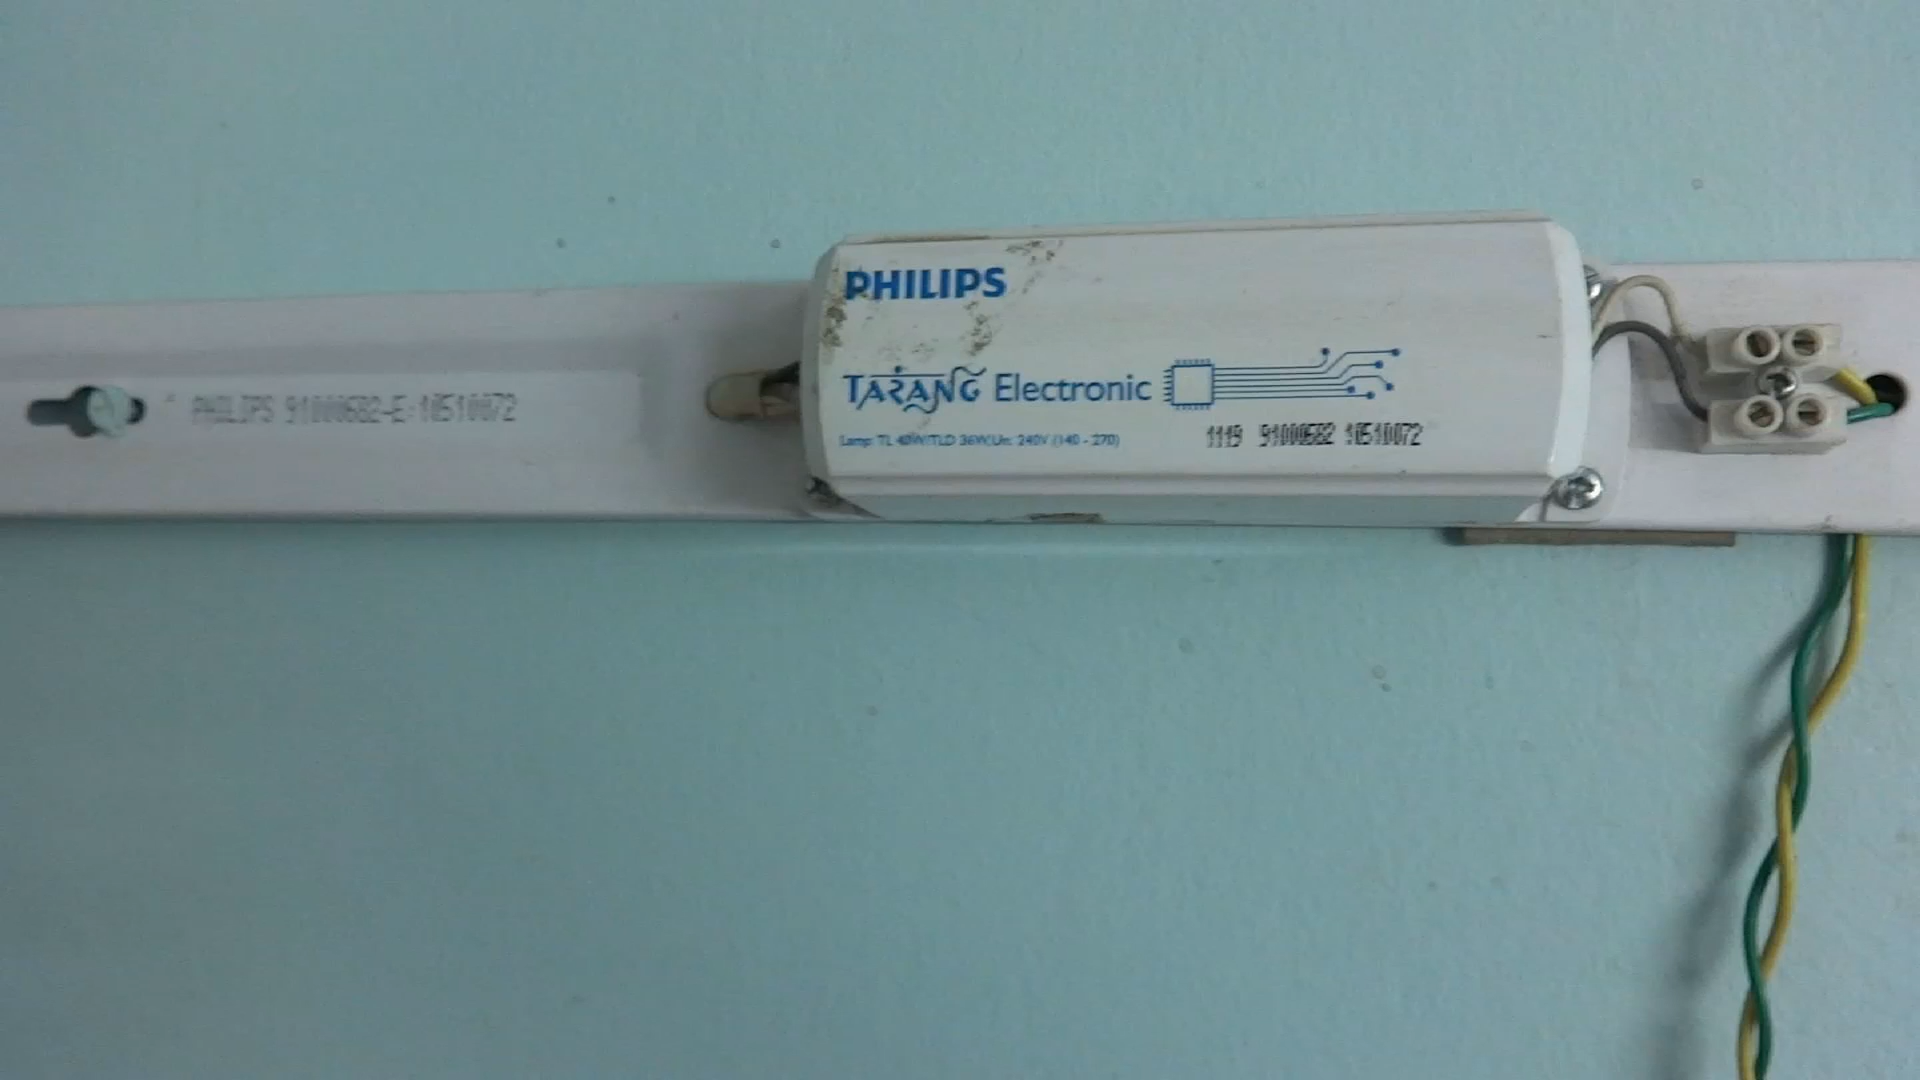 PHILIPS
TARANG Electronic
Lamp: TL 40W/TLD 36W,Un: 240V (140 - 270)
1119 91000682 10510072
PHILIPS 91000682-E-10510072